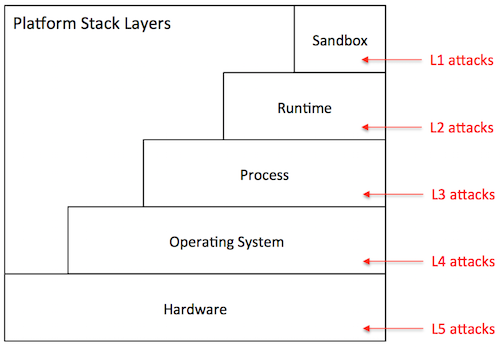 Platform Stack Layers
Sandbox
L1 attacks
Runtime
L2 attacks
Process
L3 attacks
Operating System
L4 attacks
Hardware
L5 attacks